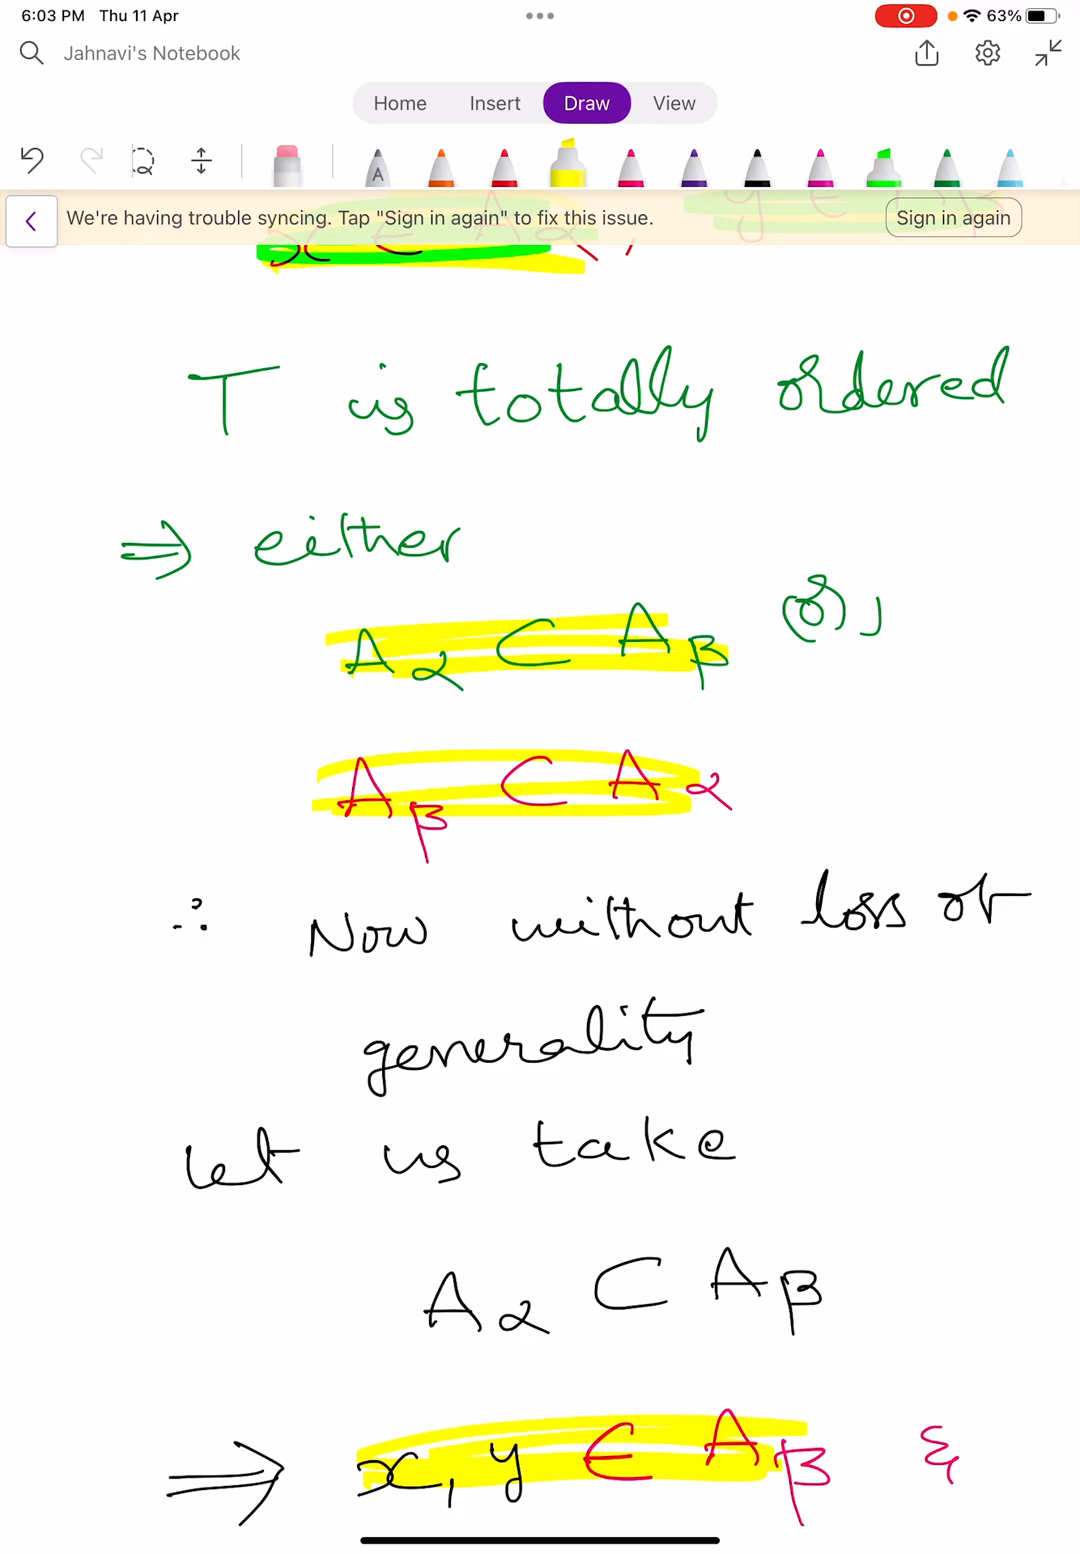 6:03 PM Thu 11 Apr
63%
Jahnavi's Notebook
Home Insert Draw View
A
We're having trouble syncing. Tap "Sign in again" to fix this issue. Sign in again
x ∈ Aα, y ∈ Aβ
T is totally ordered
⇒ either
Aα ⊂ Aβ (or)
Aβ ⊂ Aα
∴ Now without loss of
generality
let us take
Aα ⊂ Aβ
⇒ x, y ∈ Aβ &